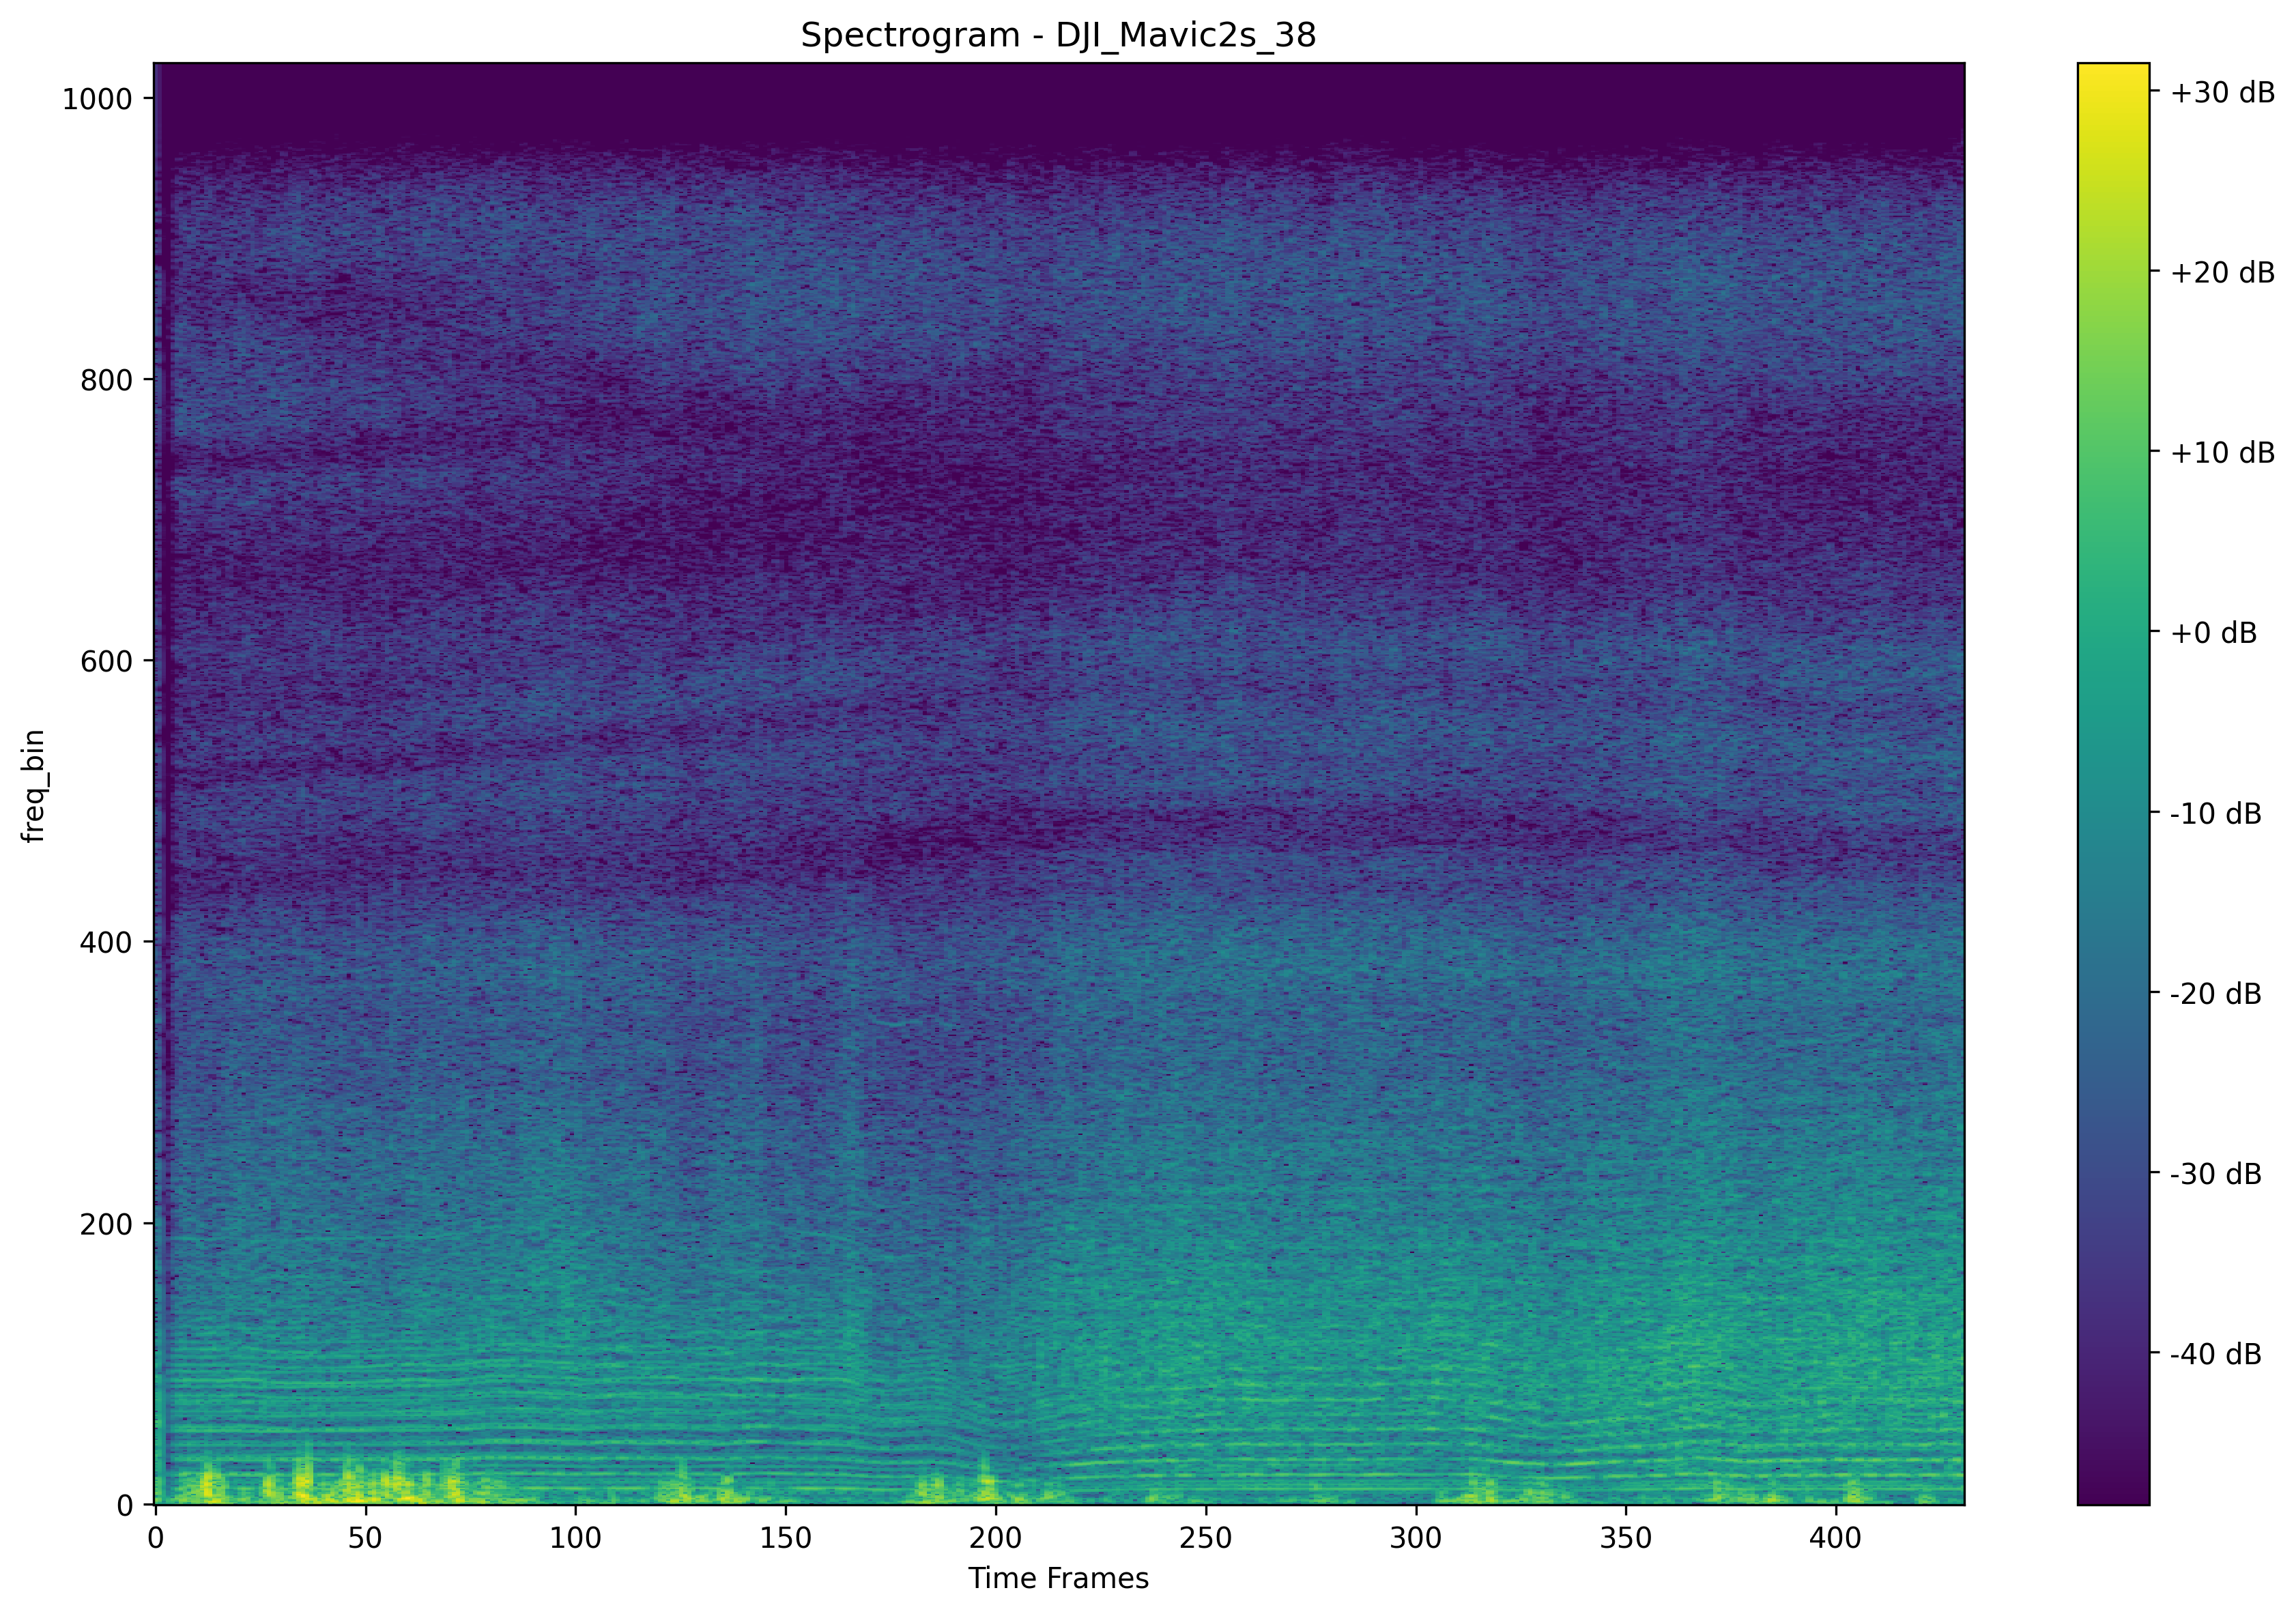 Spectrogram - DJI_Mavic2s_38
freq_bin
1000
800
600
400
200
0
0 50 100 150 200 250 300 350 400
Time Frames
+30 dB
+20 dB
+10 dB
+0 dB
-10 dB
-20 dB
-30 dB
-40 dB